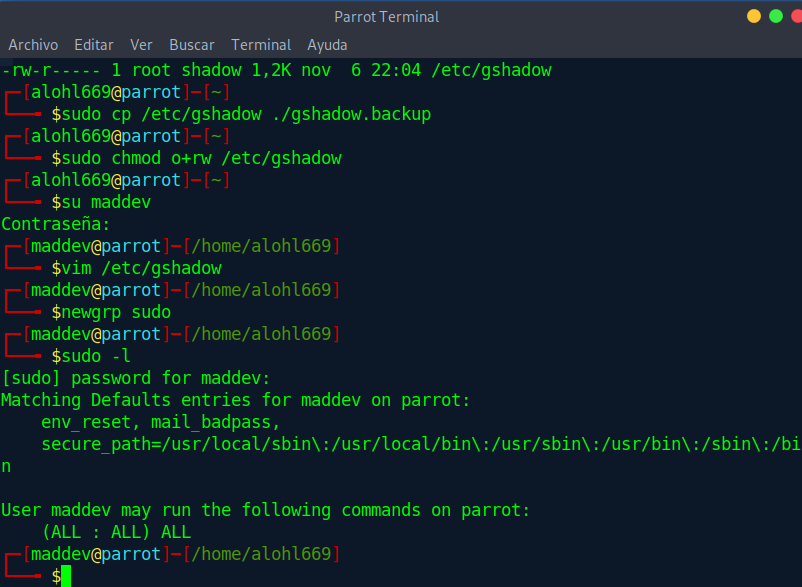 Parrot Terminal
Archivo Editar Ver Buscar Terminal Ayuda
-rw-r----- 1 root shadow 1,2K nov  6 22:04 /etc/gshadow
┌─[alohl669@parrot]─[~]
└──╼ $sudo cp /etc/gshadow ./gshadow.backup
┌─[alohl669@parrot]─[~]
└──╼ $sudo chmod o+rw /etc/gshadow
┌─[alohl669@parrot]─[~]
└──╼ $su maddev
Contraseña:
┌─[maddev@parrot]─[/home/alohl669]
└──╼ $vim /etc/gshadow
┌─[maddev@parrot]─[/home/alohl669]
└──╼ $newgrp sudo
┌─[maddev@parrot]─[/home/alohl669]
└──╼ $sudo -l
[sudo] password for maddev:
Matching Defaults entries for maddev on parrot:
    env_reset, mail_badpass,
    secure_path=/usr/local/sbin\:/usr/local/bin\:/usr/sbin\:/usr/bin\:/sbin\:/bi
n

User maddev may run the following commands on parrot:
    (ALL : ALL) ALL
┌─[maddev@parrot]─[/home/alohl669]
└──╼ $